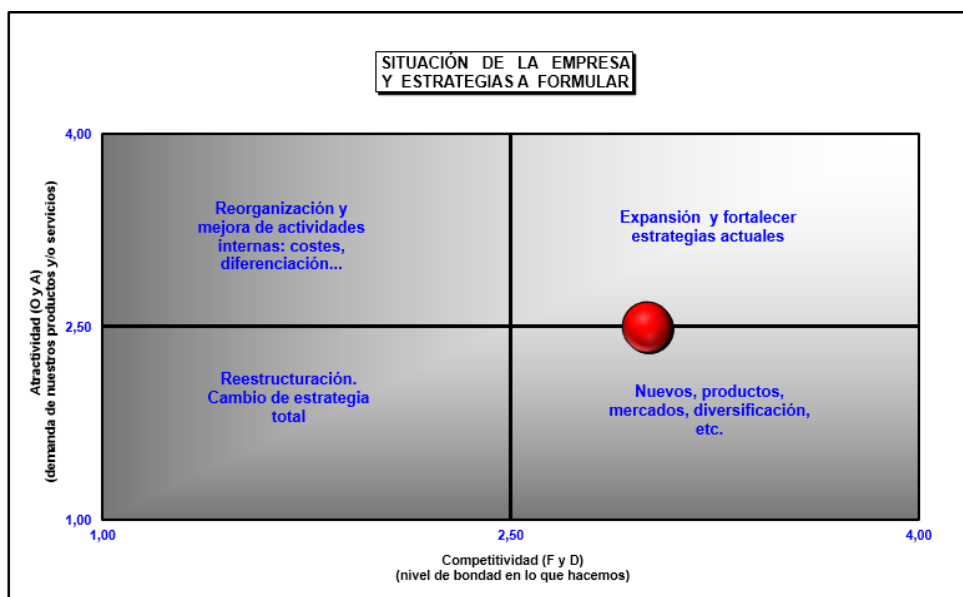 SITUACIÓN DE LA EMPRESA
Y ESTRATEGIAS A FORMULAR
4,00
Reorganización y
mejora de actividades
internas: costes,
diferenciación...
Expansión y fortalecer
estrategias actuales
Atractividad (O y A)
(demanda de nuestros productos y/o servicios)
2,50
Reestructuración.
Cambio de estrategia
total
Nuevos, productos,
mercados, diversificación,
etc.
1,00
1,00
2,50
4,00
Competitividad (F y D)
(nivel de bondad en lo que hacemos)